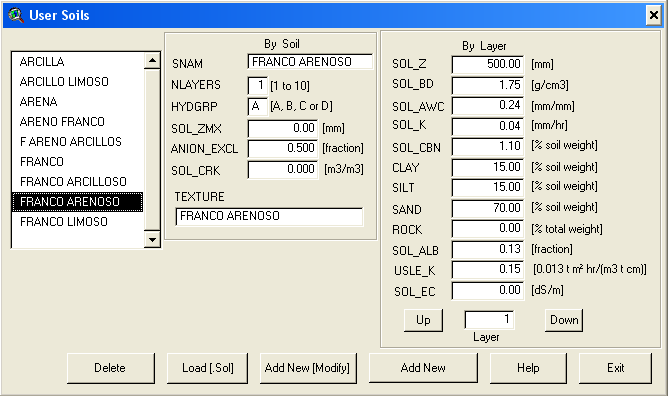 User Soils
ARCILLA
ARCILLO LIMOSO
ARENA
ARENO FRANCO
F ARENO ARCILLOS
FRANCO
FRANCO ARCILLOSO
FRANCO ARENOSO
FRANCO LIMOSO
By Soil
SNAM FRANCO ARENOSO
NLAYERS 1 [1 to 10]
HYDGRP A [A, B, C or D]
SOL_ZMX 0.00 [mm]
ANION_EXCL 0.500 [fraction]
SOL_CRK 0.000 [m3/m3]
TEXTURE
FRANCO ARENOSO
By Layer
SOL_Z 500.00 [mm]
SOL_BD 1.75 [g/cm3]
SOL_AWC 0.24 [mm/mm]
SOL_K 0.04 [mm/hr]
SOL_CBN 1.10 [% soil weight]
CLAY 15.00 [% soil weight]
SILT 15.00 [% soil weight]
SAND 70.00 [% soil weight]
ROCK 0.00 [% total weight]
SOL_ALB 0.13 [fraction]
USLE_K 0.15 [0.013 t m² hr/(m3 t cm)]
SOL_EC 0.00 [dS/m]
Up 1 Down
Layer
Delete Load [.Sol] Add New [Modify] Add New Help Exit